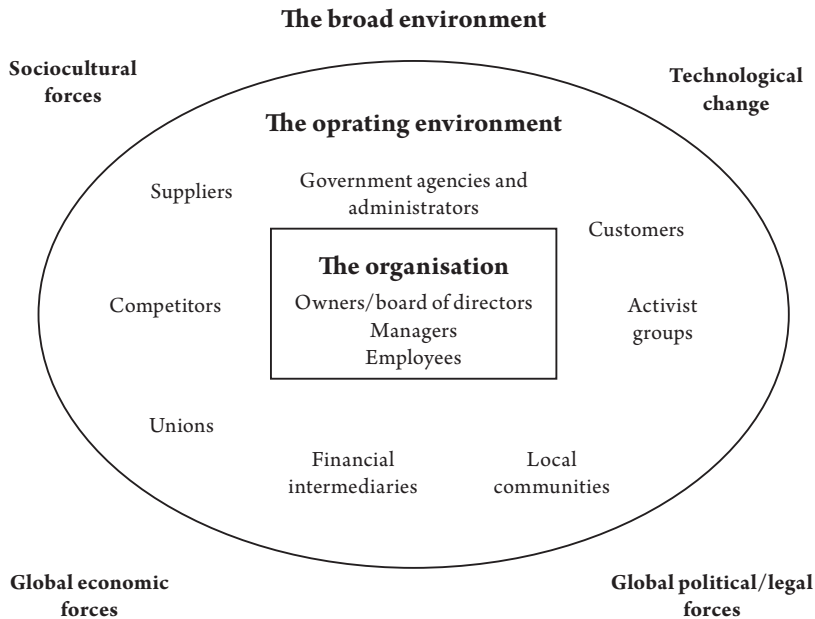 The broad environment
Sociocultural
forces
Technological
change
The oprating environment
Suppliers
Government agencies and
administrators
Customers
The organisation
Owners/board of directors
Managers
Employees
Competitors
Activist
groups
Unions
Financial
intermediaries
Local
communities
Global economic
forces
Global political/legal
forces